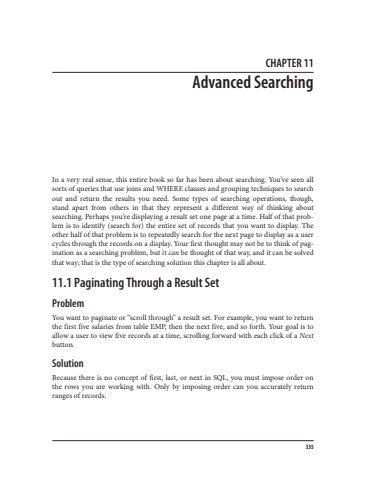 CHAPTER 11
Advanced Searching
In a very real sense, this entire book so far has been about searching. You’ve seen all
sorts of queries that use joins and WHERE clauses and grouping techniques to search
out and return the results you need. Some types of searching operations, though,
stand apart from others in that they represent a different way of thinking about
searching. Perhaps you’re displaying a result set one page at a time. Half of that prob-
lem is to identify (search for) the entire set of records that you want to display. The
other half of that problem is to repeatedly search for the next page to display as a user
cycles through the records on a display. Your first thought may not be to think of pag-
ination as a searching problem, but it can be thought of that way, and it can be solved
that way; that is the type of searching solution this chapter is all about.
11.1 Paginating Through a Result Set
Problem
You want to paginate or “scroll through” a result set. For example, you want to return
the first five salaries from table EMP, then the next five, and so forth. Your goal is to
allow a user to view five records at a time, scrolling forward with each click of a Next
button.
Solution
Because there is no concept of first, last, or next in SQL, you must impose order on
the rows you are working with. Only by imposing order can you accurately return
ranges of records.
335